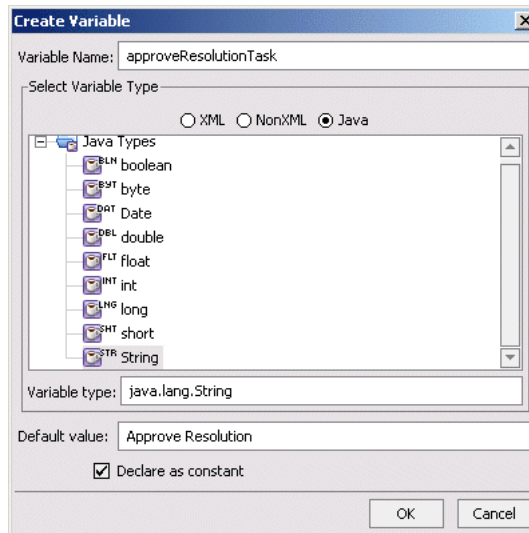 Create Variable
Variable Name: approveResolutionTask
Select Variable Type
XML NonXML Java
Java Types
BLN boolean
BYT byte
DAT Date
DBL double
FLT float
INT int
LNG long
SHT short
STR String
Variable type: java.lang.String
Default value: Approve Resolution
Declare as constant
OK Cancel